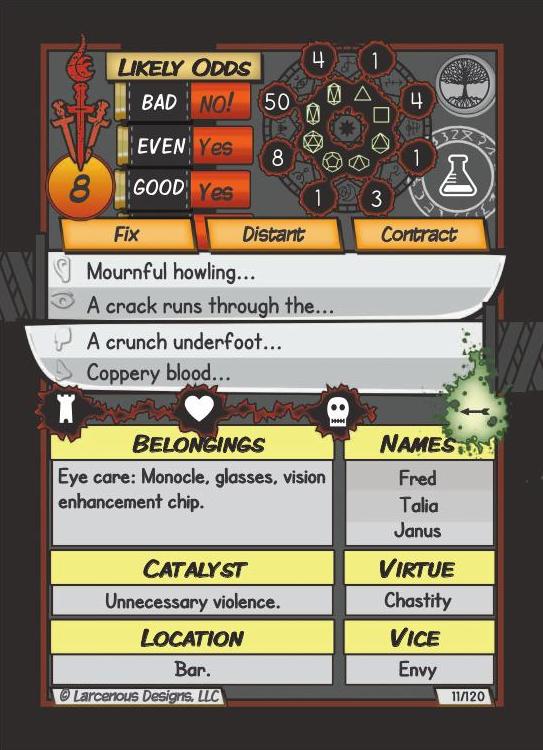 LIKELY ODDS
BAD NO!
EVEN Yes
GOOD Yes
8
4
1
50
4
8
1
1
3
Fix Distant Contract
Mournful howling...
A crack runs through the...
A crunch underfoot...
Coppery blood...
BELONGINGS
Eye care: Monocle, glasses, vision
enhancement chip.
NAMES
Fred
Talia
Janus
CATALYST
Unnecessary violence.
VIRTUE
Chastity
LOCATION
Bar.
VICE
Envy
© Larcenous Designs, LLC
11/120